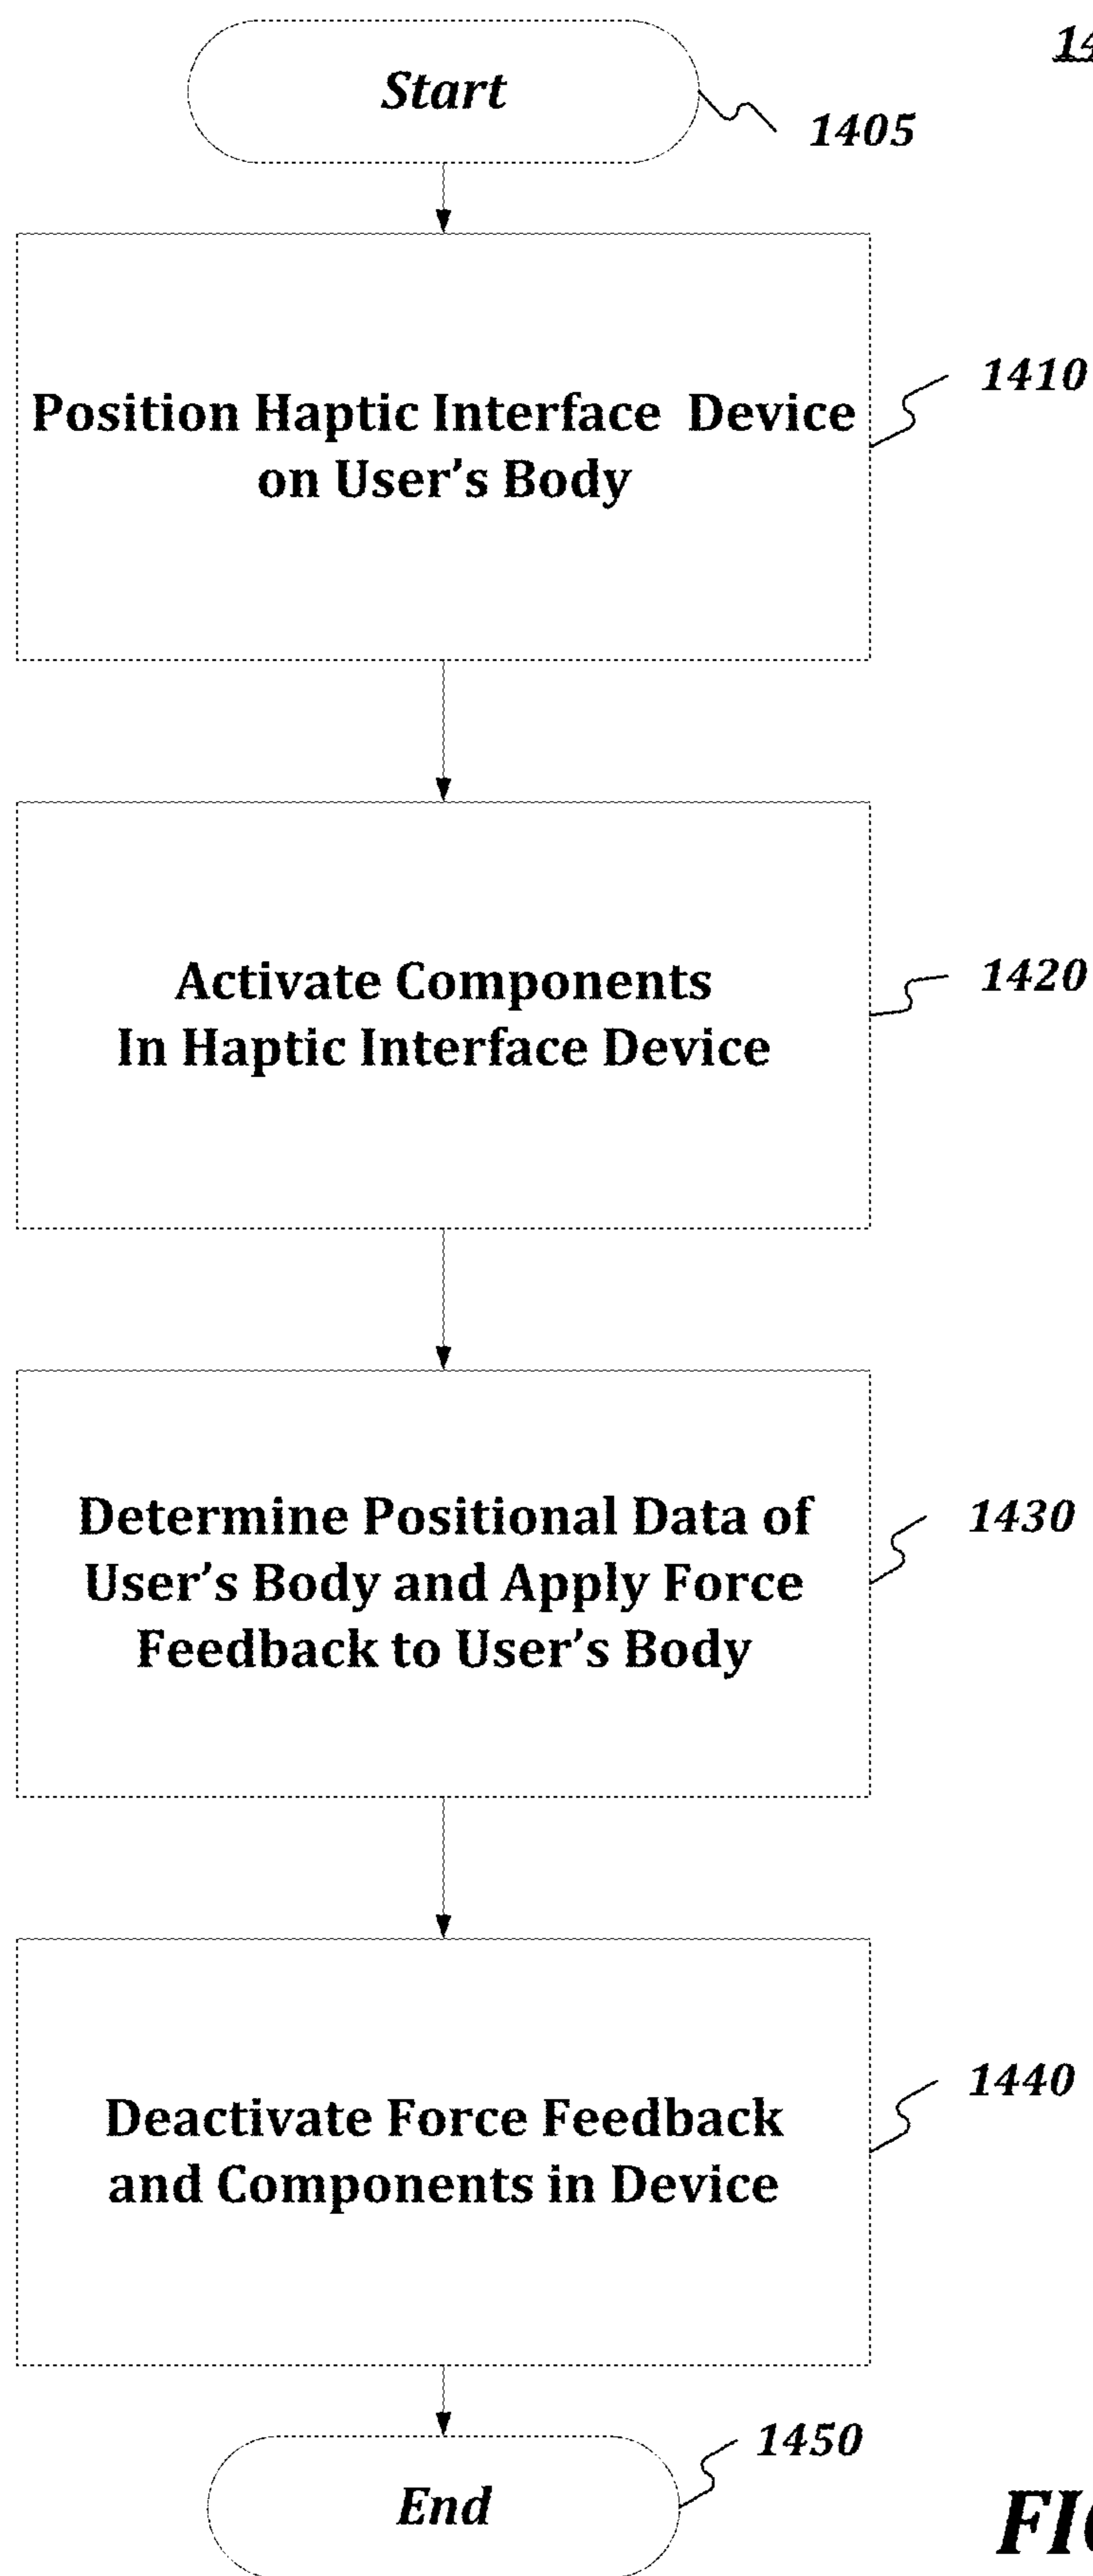 Start
1405
Position Haptic Interface  Device
on User’s Body
1410
Activate Components
In Haptic Interface Device
1420
Determine Positional Data of
User’s Body and Apply Force
Feedback to User’s Body
1430
Deactivate Force Feedback
and Components in Device
1440
End
1450